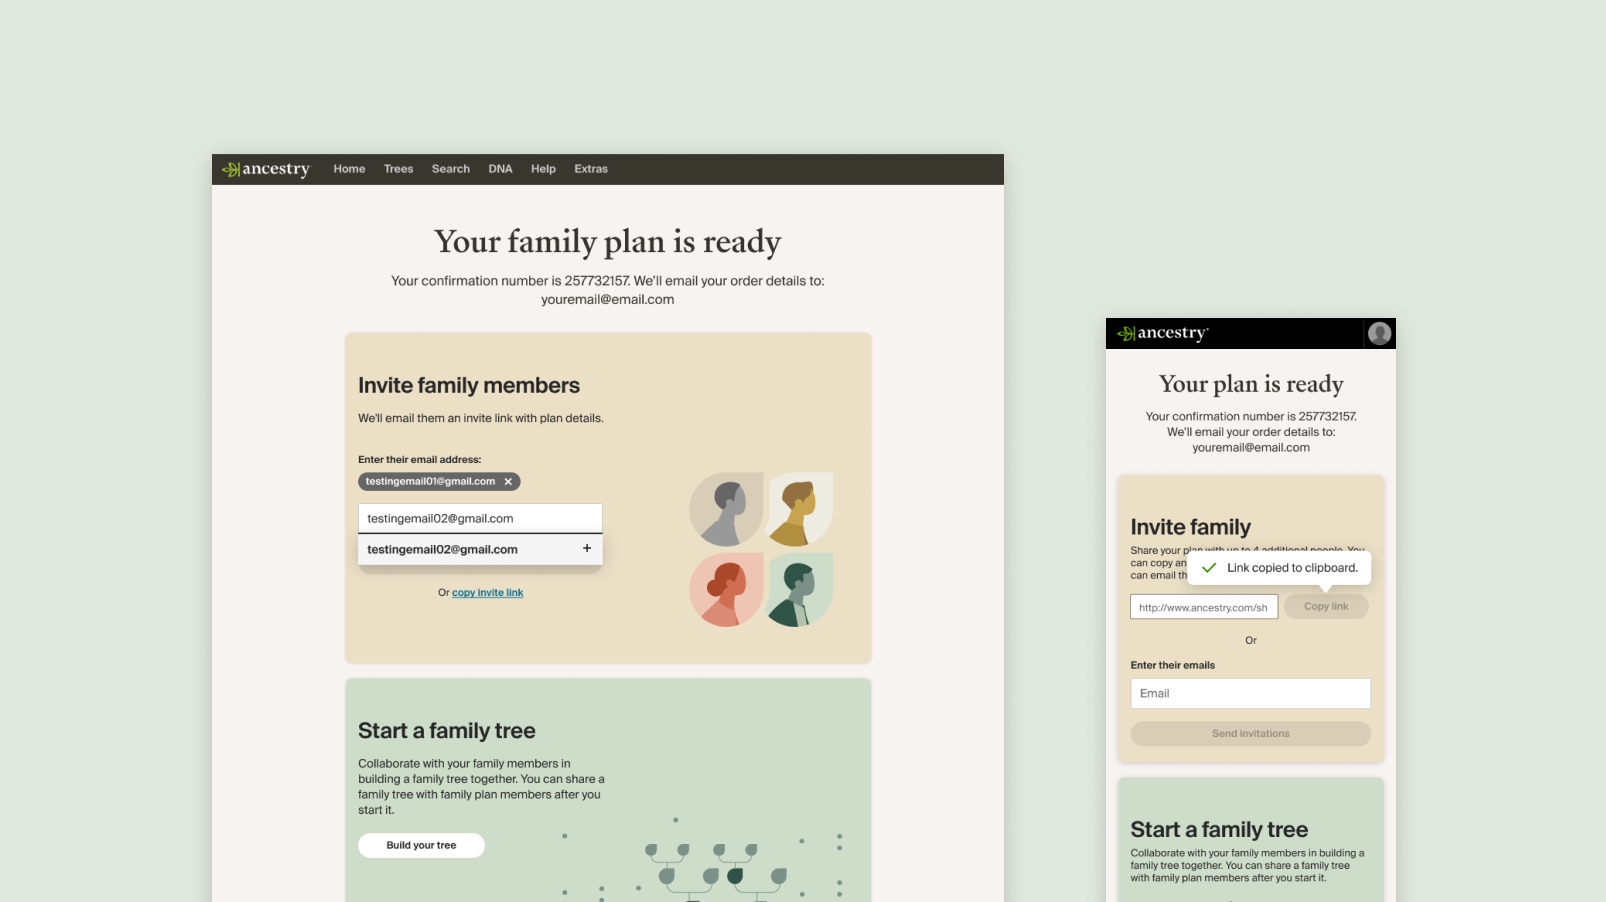 ancestry
Home Trees Search DNA Help Extras
Your family plan is ready
Your confirmation number is 257732157. We'll email your order details to:
youremail@email.com
Invite family members
We'll email them an invite link with plan details.
Enter their email address:
testingemail01@gmail.com ✕
testingemail02@gmail.com
testingemail02@gmail.com +
Or copy invite link
Start a family tree
Collaborate with your family members in
building a family tree together. You can share a
family tree with family plan members after you
start it.
Build your tree
ancestry
Your plan is ready
Your confirmation number is 257732157.
We'll email your order details to:
youremail@email.com
Invite family
Share your plan with up to 4 additional people. You
can copy an
can email th
Link copied to clipboard.
http://www.ancestry.com/sh
Copy link
Or
Enter their emails
Email
Send invitations
Start a family tree
Collaborate with your family members in building a
family tree together. You can share a family tree
with family plan members after you start it.